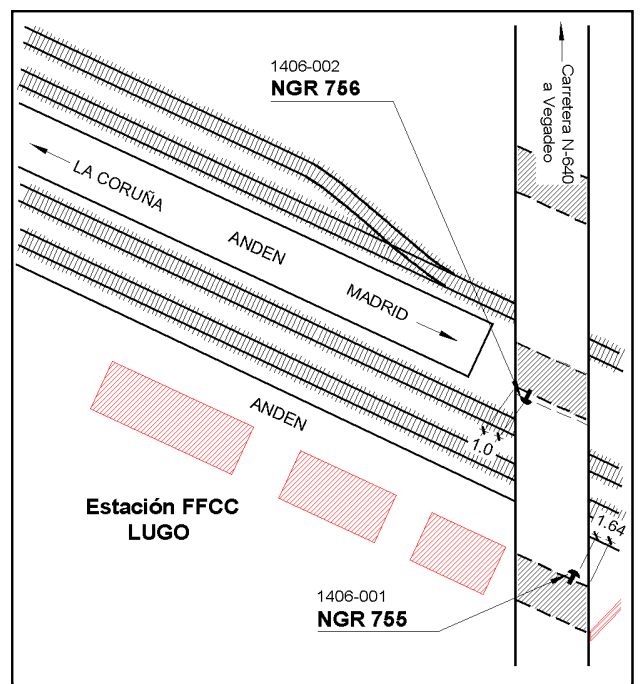 1406-002
NGR 756
Carretera N-640
a Vegadeo
LA CORUÑA
ANDEN
MADRID
ANDEN
1.0
1.64
Estación FFCC
LUGO
1406-001
NGR 755